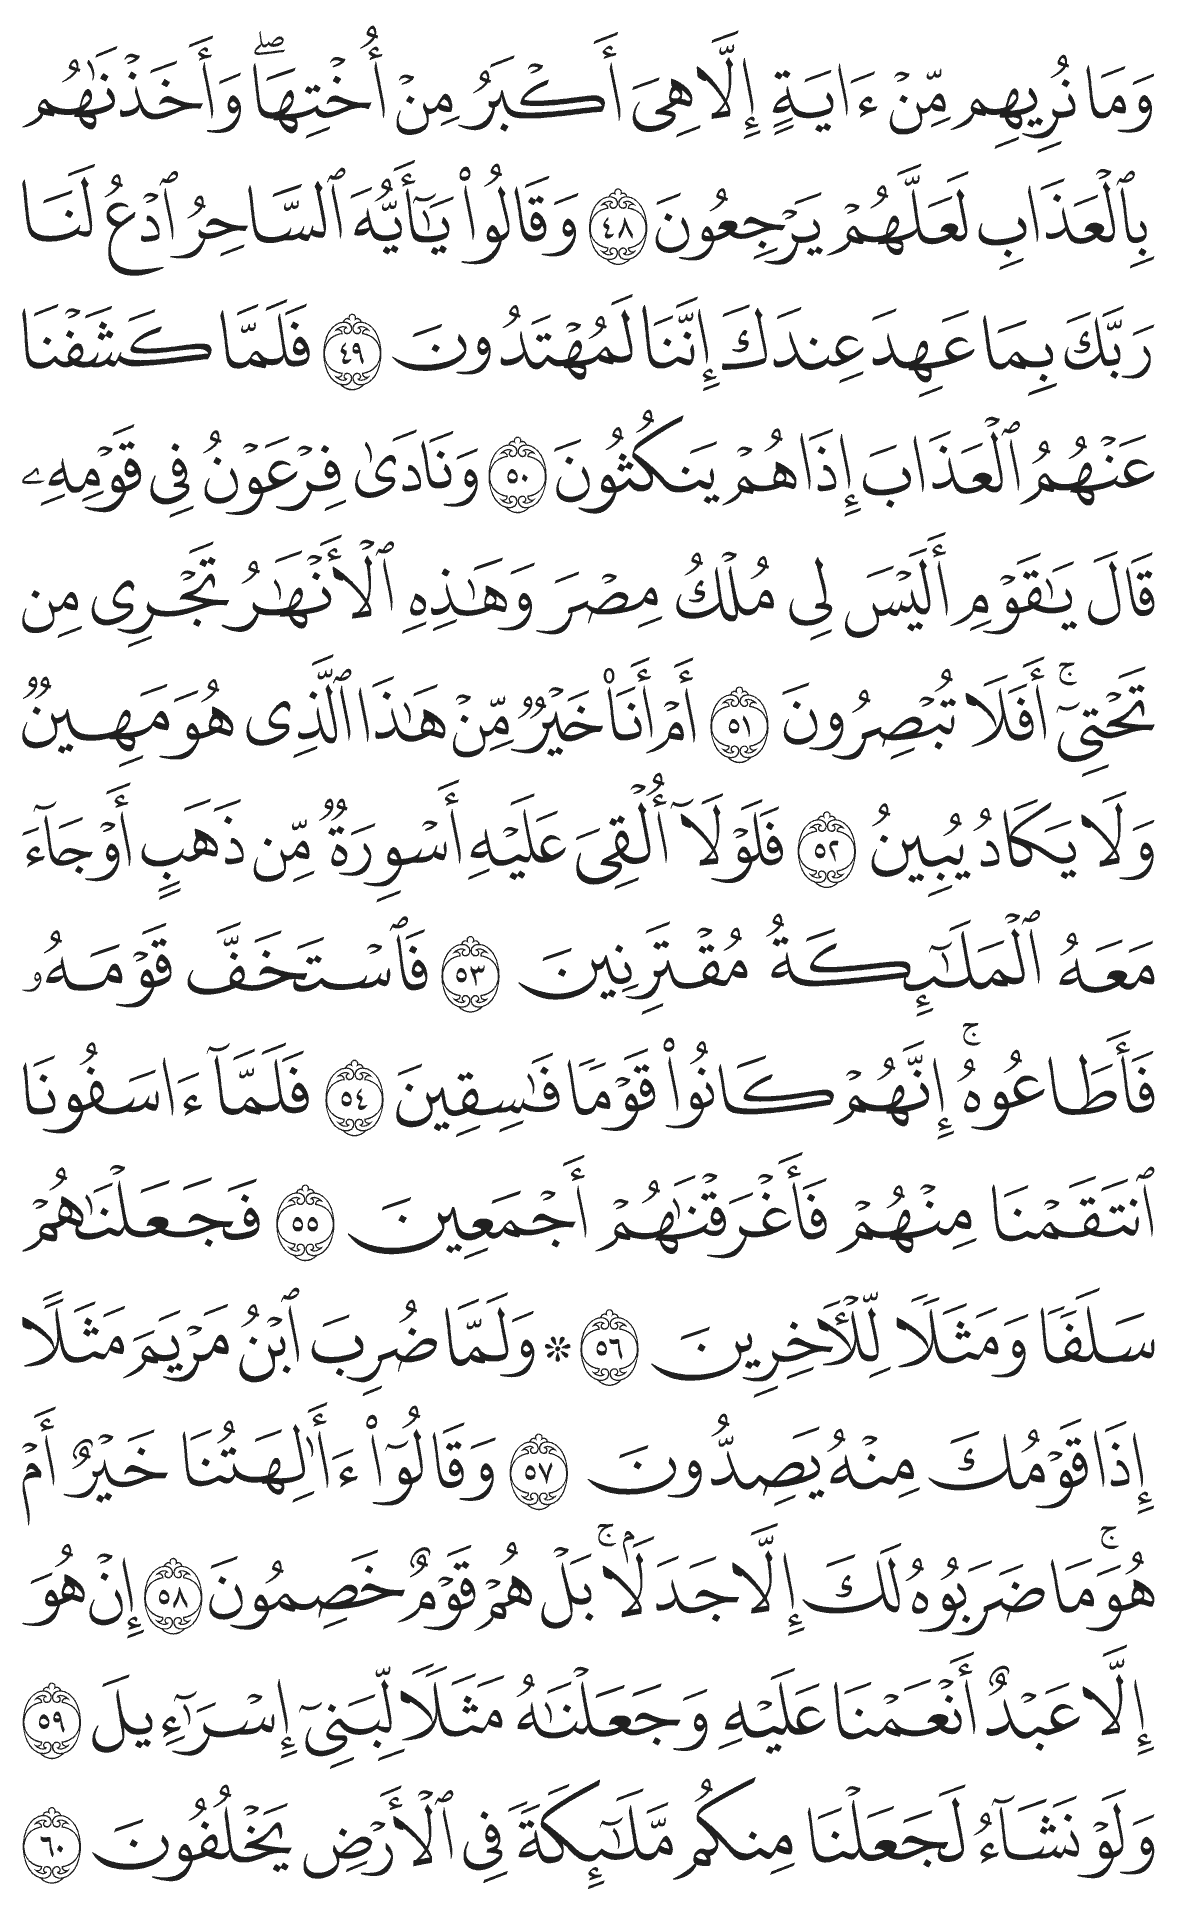 وَمَا نُرِيهِم مِّنْ ءَايَةٍ إِلَّا هِيَ أَكْبَرُ مِنْ أُخْتِهَاۖ وَأَخَذْنَٰهُم
بِٱلْعَذَابِ لَعَلَّهُمْ يَرْجِعُونَ ٤٨ وَقَالُوا۟ يَٰٓأَيُّهَ ٱلسَّاحِرُ ٱدْعُ لَنَا
رَبَّكَ بِمَا عَهِدَ عِندَكَ إِنَّنَا لَمُهْتَدُونَ ٤٩ فَلَمَّا كَشَفْنَا
عَنْهُمُ ٱلْعَذَابَ إِذَا هُمْ يَنكُثُونَ ٥٠ وَنَادَىٰ فِرْعَوْنُ فِى قَوْمِهِۦ
قَالَ يَٰقَوْمِ أَلَيْسَ لِى مُلْكُ مِصْرَ وَهَٰذِهِ ٱلْأَنْهَٰرُ تَجْرِى مِن
تَحْتِىٓۚ أَفَلَا تُبْصِرُونَ ٥١ أَمْ أَنَا۠ خَيْرٌ مِّنْ هَٰذَا ٱلَّذِى هُوَ مَهِينٌ
وَلَا يَكَادُ يُبِينُ ٥٢ فَلَوْلَآ أُلْقِىَ عَلَيْهِ أَسْوِرَةٌ مِّن ذَهَبٍ أَوْ جَآءَ
مَعَهُ ٱلْمَلَٰٓئِكَةُ مُقْتَرِنِينَ ٥٣ فَٱسْتَخَفَّ قَوْمَهُۥ
فَأَطَاعُوهُۚ إِنَّهُمْ كَانُوا۟ قَوْمًا فَٰسِقِينَ ٥٤ فَلَمَّآ ءَاسَفُونَا
ٱنتَقَمْنَا مِنْهُمْ فَأَغْرَقْنَٰهُمْ أَجْمَعِينَ ٥٥ فَجَعَلْنَٰهُمْ
سَلَفًا وَمَثَلًا لِّلْأَخِرِينَ ٥٦ ۞ وَلَمَّا ضُرِبَ ٱبْنُ مَرْيَمَ مَثَلًا
إِذَا قَوْمُكَ مِنْهُ يَصِدُّونَ ٥٧ وَقَالُوٓا۟ ءَأَٰلِهَتُنَا خَيْرٌ أَمْ
هُوَۚ مَا ضَرَبُوهُ لَكَ إِلَّا جَدَلًۢاۚ بَلْ هُمْ قَوْمٌ خَصِمُونَ ٥٨ إِنْ هُوَ
إِلَّا عَبْدٌ أَنْعَمْنَا عَلَيْهِ وَجَعَلْنَٰهُ مَثَلًا لِّبَنِىٓ إِسْرَٰٓءِيلَ ٥٩
وَلَوْ نَشَآءُ لَجَعَلْنَا مِنكُم مَّلَٰٓئِكَةً فِى ٱلْأَرْضِ يَخْلُفُونَ ٦٠